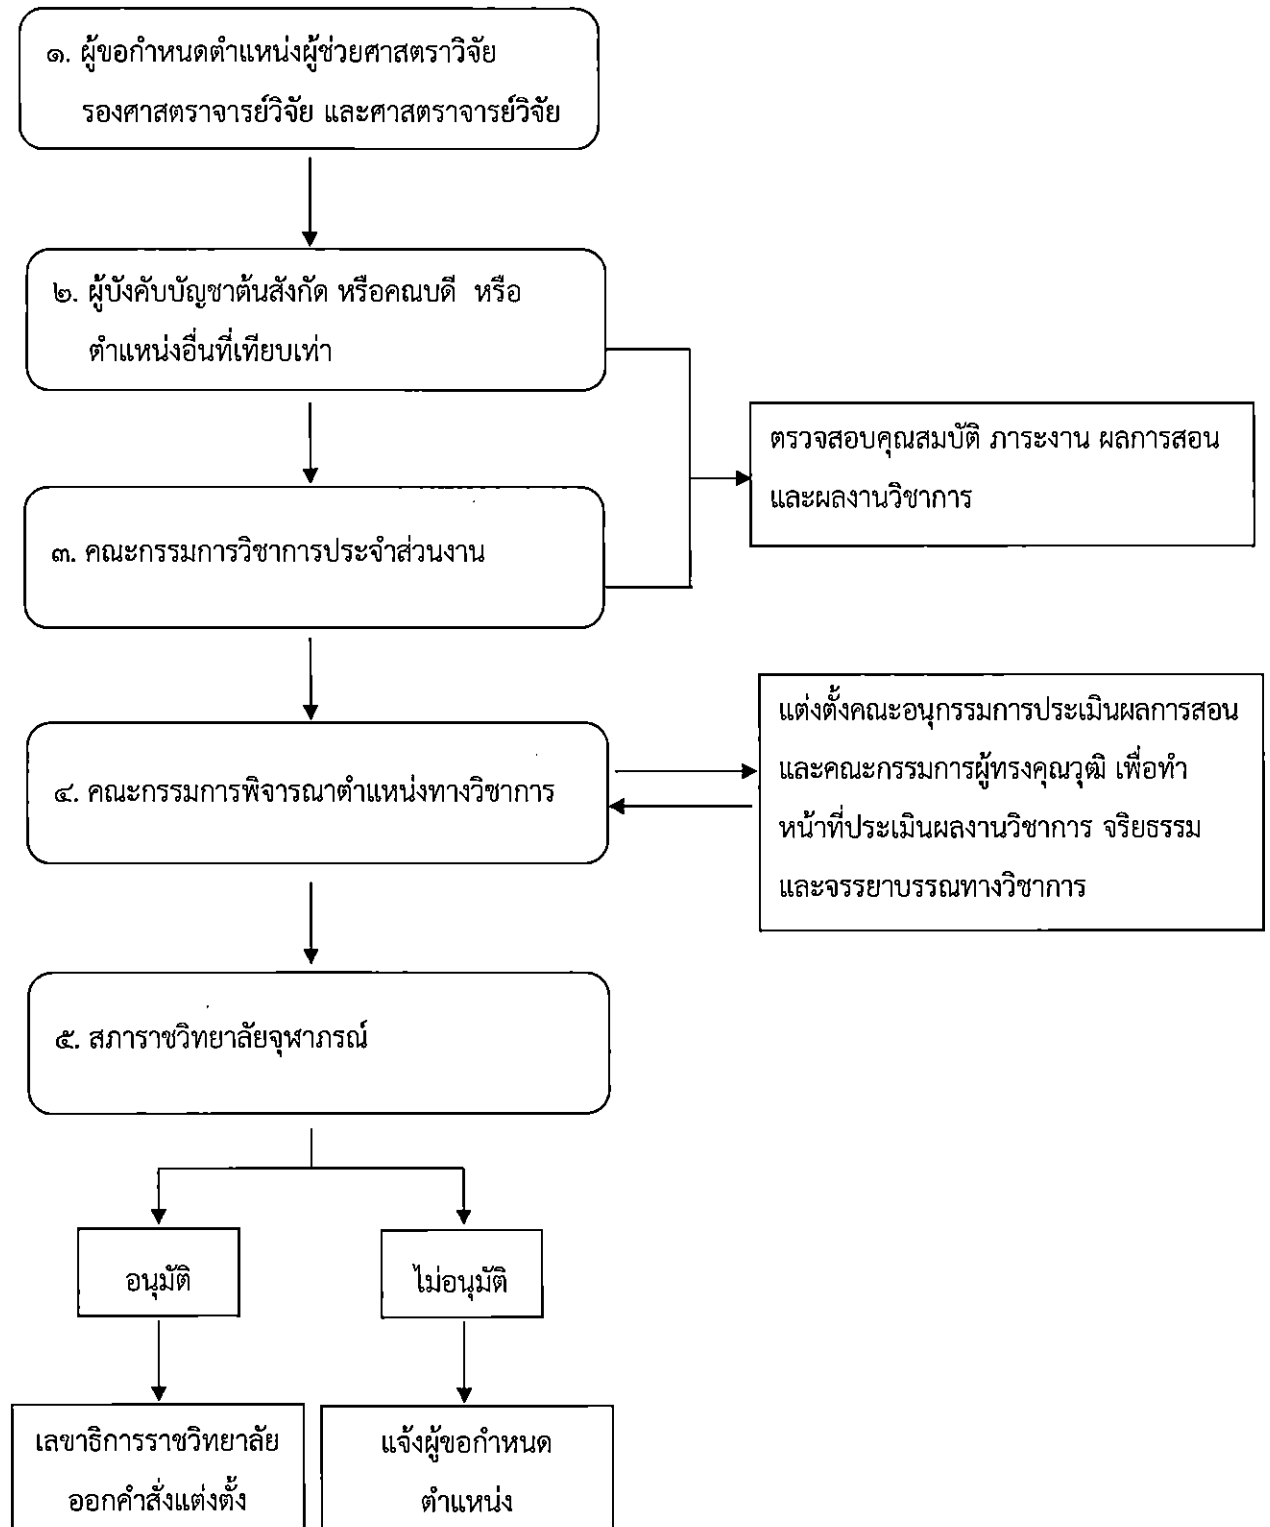 ๑. ผู้ขอกำหนดตำแหน่งผู้ช่วยศาสตราวิจัย
รองศาสตราจารย์วิจัย และศาสตราจารย์วิจัย
๒. ผู้บังคับบัญชาต้นสังกัด หรือคณบดี หรือ
ตำแหน่งอื่นที่เทียบเท่า
ตรวจสอบคุณสมบัติ ภาระงาน ผลการสอน
และผลงานวิชาการ
๓. คณะกรรมการวิชาการประจำส่วนงาน
แต่งตั้งคณะอนุกรรมการประเมินผลการสอน
และคณะกรรมการผู้ทรงคุณวุฒิ เพื่อทำ
หน้าที่ประเมินผลงานวิชาการ จริยธรรม
และจรรยาบรรณทางวิชาการ
๔. คณะกรรมการพิจารณาตำแหน่งทางวิชาการ
๕. สภาราชวิทยาลัยจุฬาภรณ์
อนุมัติ
ไม่อนุมัติ
เลขาธิการราชวิทยาลัย
ออกคำสั่งแต่งตั้ง
แจ้งผู้ขอกำหนด
ตำแหน่ง